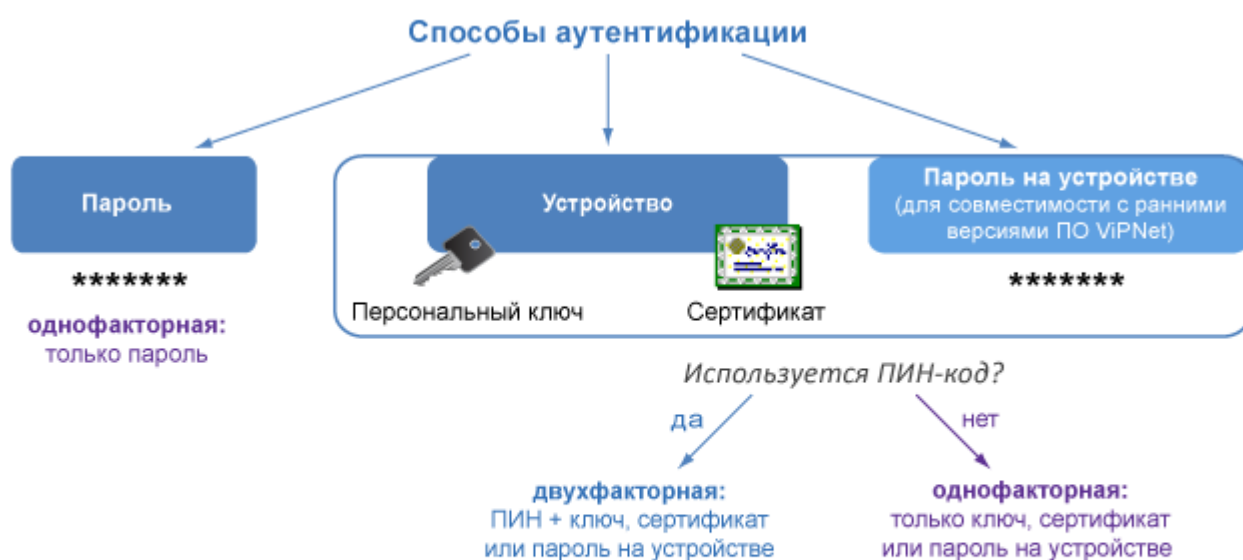 Способы аутентификации
Пароль
*******
однофакторная:
только пароль
Устройство
Персональный ключ
Сертификат
Пароль на устройстве
(для совместимости с ранними
версиями ПО ViPNet)
*******
Используется ПИН-код?
да
нет
двухфакторная:
ПИН + ключ, сертификат
или пароль на устройстве
однофакторная:
только ключ, сертификат
или пароль на устройстве